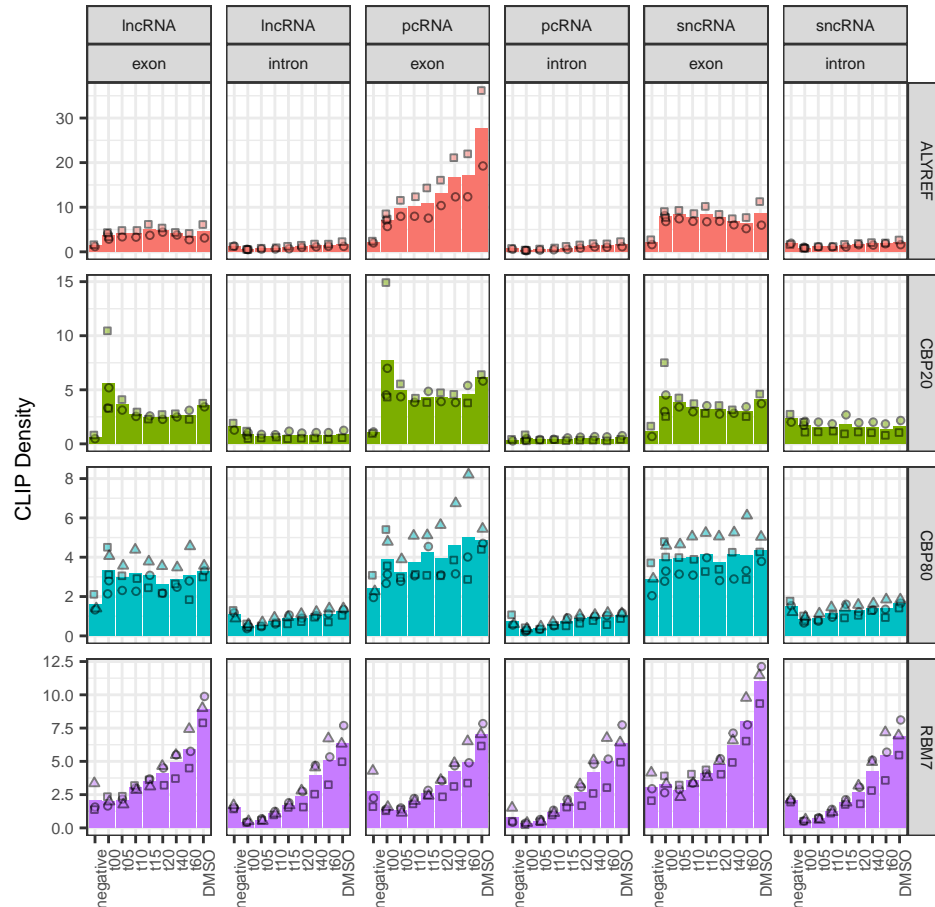 lncRNA lncRNA pcRNA pcRNA sncRNA sncRNA
exon intron exon intron exon intron
30
20
10
0
ALYREF
15
10
5
0
CBP20
8
6
4
2
0
CBP80
12.5
10.0
7.5
5.0
2.5
0.0
RBM7
CLIP Density
negative t00 t05 t10 t15 t20 t40 t60 DMSO
negative t00 t05 t10 t15 t20 t40 t60 DMSO
negative t00 t05 t10 t15 t20 t40 t60 DMSO
negative t00 t05 t10 t15 t20 t40 t60 DMSO
negative t00 t05 t10 t15 t20 t40 t60 DMSO
negative t00 t05 t10 t15 t20 t40 t60 DMSO